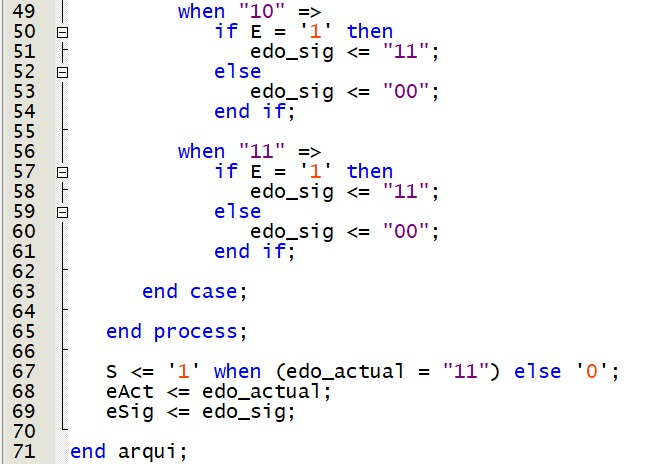 49 when "10" =>
50 if E = '1' then
51 edo_sig <= "11";
52 else
53 edo_sig <= "00";
54 end if;
55
56 when "11" =>
57 if E = '1' then
58 edo_sig <= "11";
59 else
60 edo_sig <= "00";
61 end if;
62
63 end case;
64
65 end process;
66
67 S <= '1' when (edo_actual = "11") else '0';
68 eAct <= edo_actual;
69 eSig <= edo_sig;
70
71 end arqui;